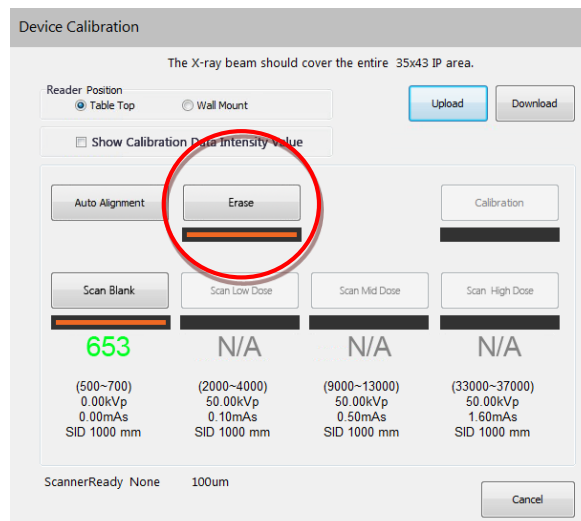 Device Calibration
The X-ray beam should cover the entire 35x43 IP area.
Reader Position
Table Top Wall Mount Upload Download
Show Calibration Data Intensity Value
Auto Alignment Erase Calibration
Scan Blank Scan Low Dose Scan Mid Dose Scan High Dose
653 N/A N/A N/A
(500~700) (2000~4000) (9000~13000) (33000~37000)
0.00kVp 50.00kVp 50.00kVp 50.00kVp
0.00mAs 0.10mAs 0.50mAs 1.60mAs
SID 1000 mm SID 1000 mm SID 1000 mm SID 1000 mm
ScannerReady None 100um
Cancel